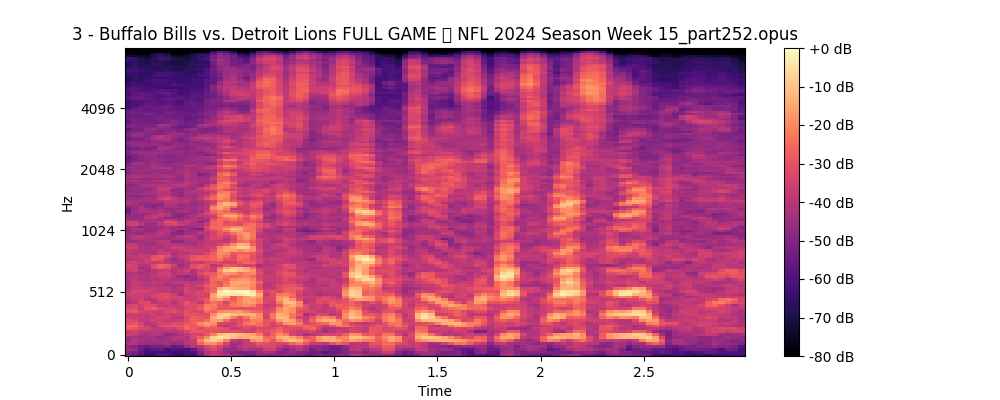 3 - Buffalo Bills vs. Detroit Lions FULL GAME ▯ NFL 2024 Season Week 15_part252.opus
+0 dB
-10 dB
-20 dB
-30 dB
-40 dB
-50 dB
-60 dB
-70 dB
-80 dB
4096
2048
1024
512
0
Hz
0 0.5 1 1.5 2 2.5
Time